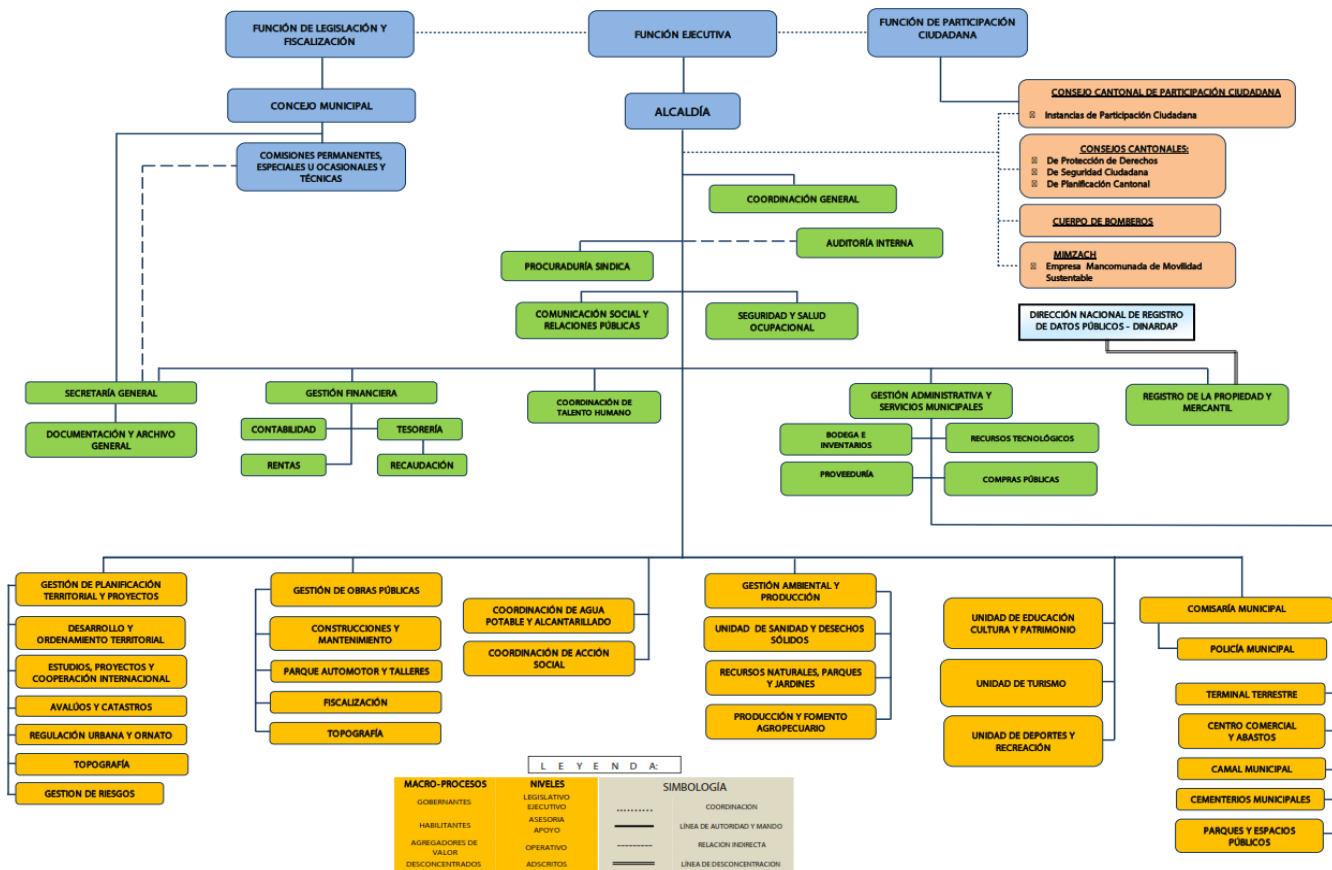 FUNCIÓN DE LEGISLACIÓN Y
FISCALIZACIÓN
FUNCIÓN EJECUTIVA
FUNCIÓN DE PARTICIPACIÓN
CIUDADANA
CONCEJO MUNICIPAL
ALCALDÍA
CONSEJO CANTONAL DE PARTICIPACIÓN CIUDADANA
Instancias de Participación Ciudadana
COMISIONES PERMANENTES,
ESPECIALES U OCASIONALES Y
TÉCNICAS
CONSEJOS CANTONALES:
De Protección de Derechos
De Seguridad Ciudadana
De Planificación Cantonal
COORDINACIÓN GENERAL
CUERPO DE BOMBEROS
AUDITORÍA INTERNA
PROCURADURÍA SINDICA
MIMZACH
Empresa Mancomunada de Movilidad
Sustentable
COMUNICACIÓN SOCIAL Y
RELACIONES PÚBLICAS
SEGURIDAD Y SALUD
OCUPACIONAL
DIRECCIÓN NACIONAL DE REGISTRO
DE DATOS PÚBLICOS - DINARDAP
SECRETARÍA GENERAL
DOCUMENTACIÓN Y ARCHIVO
GENERAL
GESTIÓN FINANCIERA
CONTABILIDAD
TESORERÍA
RENTAS
RECAUDACIÓN
COORDINACIÓN DE
TALENTO HUMANO
GESTIÓN ADMINISTRATIVA Y
SERVICIOS MUNICIPALES
BODEGA E
INVENTARIOS
RECURSOS TECNOLÓGICOS
PROVEEDURÍA
COMPRAS PÚBLICAS
REGISTRO DE LA PROPIEDAD Y
MERCANTIL
GESTIÓN DE PLANIFICACIÓN
TERRITORIAL Y PROYECTOS
DESARROLLO Y
ORDENAMIENTO TERRITORIAL
ESTUDIOS, PROYECTOS Y
COOPERACIÓN INTERNACIONAL
AVALÚOS Y CATASTROS
REGULACIÓN URBANA Y ORNATO
TOPOGRAFÍA
GESTION DE RIESGOS
GESTIÓN DE OBRAS PÚBLICAS
CONSTRUCCIONES Y
MANTENIMIENTO
PARQUE AUTOMOTOR Y TALLERES
FISCALIZACIÓN
TOPOGRAFÍA
COORDINACIÓN DE AGUA
POTABLE Y ALCANTARILLADO
COORDINACIÓN DE ACCIÓN
SOCIAL
GESTIÓN AMBIENTAL Y
PRODUCCIÓN
UNIDAD DE SANIDAD Y DESECHOS
SÓLIDOS
RECURSOS NATURALES, PARQUES
Y JARDINES
PRODUCCIÓN Y FOMENTO
AGROPECUARIO
UNIDAD DE EDUCACIÓN
CULTURA Y PATRIMONIO
UNIDAD DE TURISMO
UNIDAD DE DEPORTES Y
RECREACIÓN
COMISARÍA MUNICIPAL
POLICÍA MUNICIPAL
TERMINAL TERRESTRE
CENTRO COMERCIAL
Y ABASTOS
CAMAL MUNICIPAL
CEMENTERIOS MUNICIPALES
PARQUES Y ESPACIOS
PÚBLICOS
L E Y E N D A:
MACRO-PROCESOS
NIVELES
SIMBOLOGÍA
GOBERNANTES
LEGISLATIVO
EJECUTIVO
COORDINACION
HABILITANTES
ASESORIA
APOYO
LÍNEA DE AUTORIDAD Y MANDO
AGREGADORES DE
VALOR
OPERATIVO
RELACION INDIRECTA
DESCONCENTRADOS
ADSCRITOS
LÍNEA DE DESCONCENTRACION